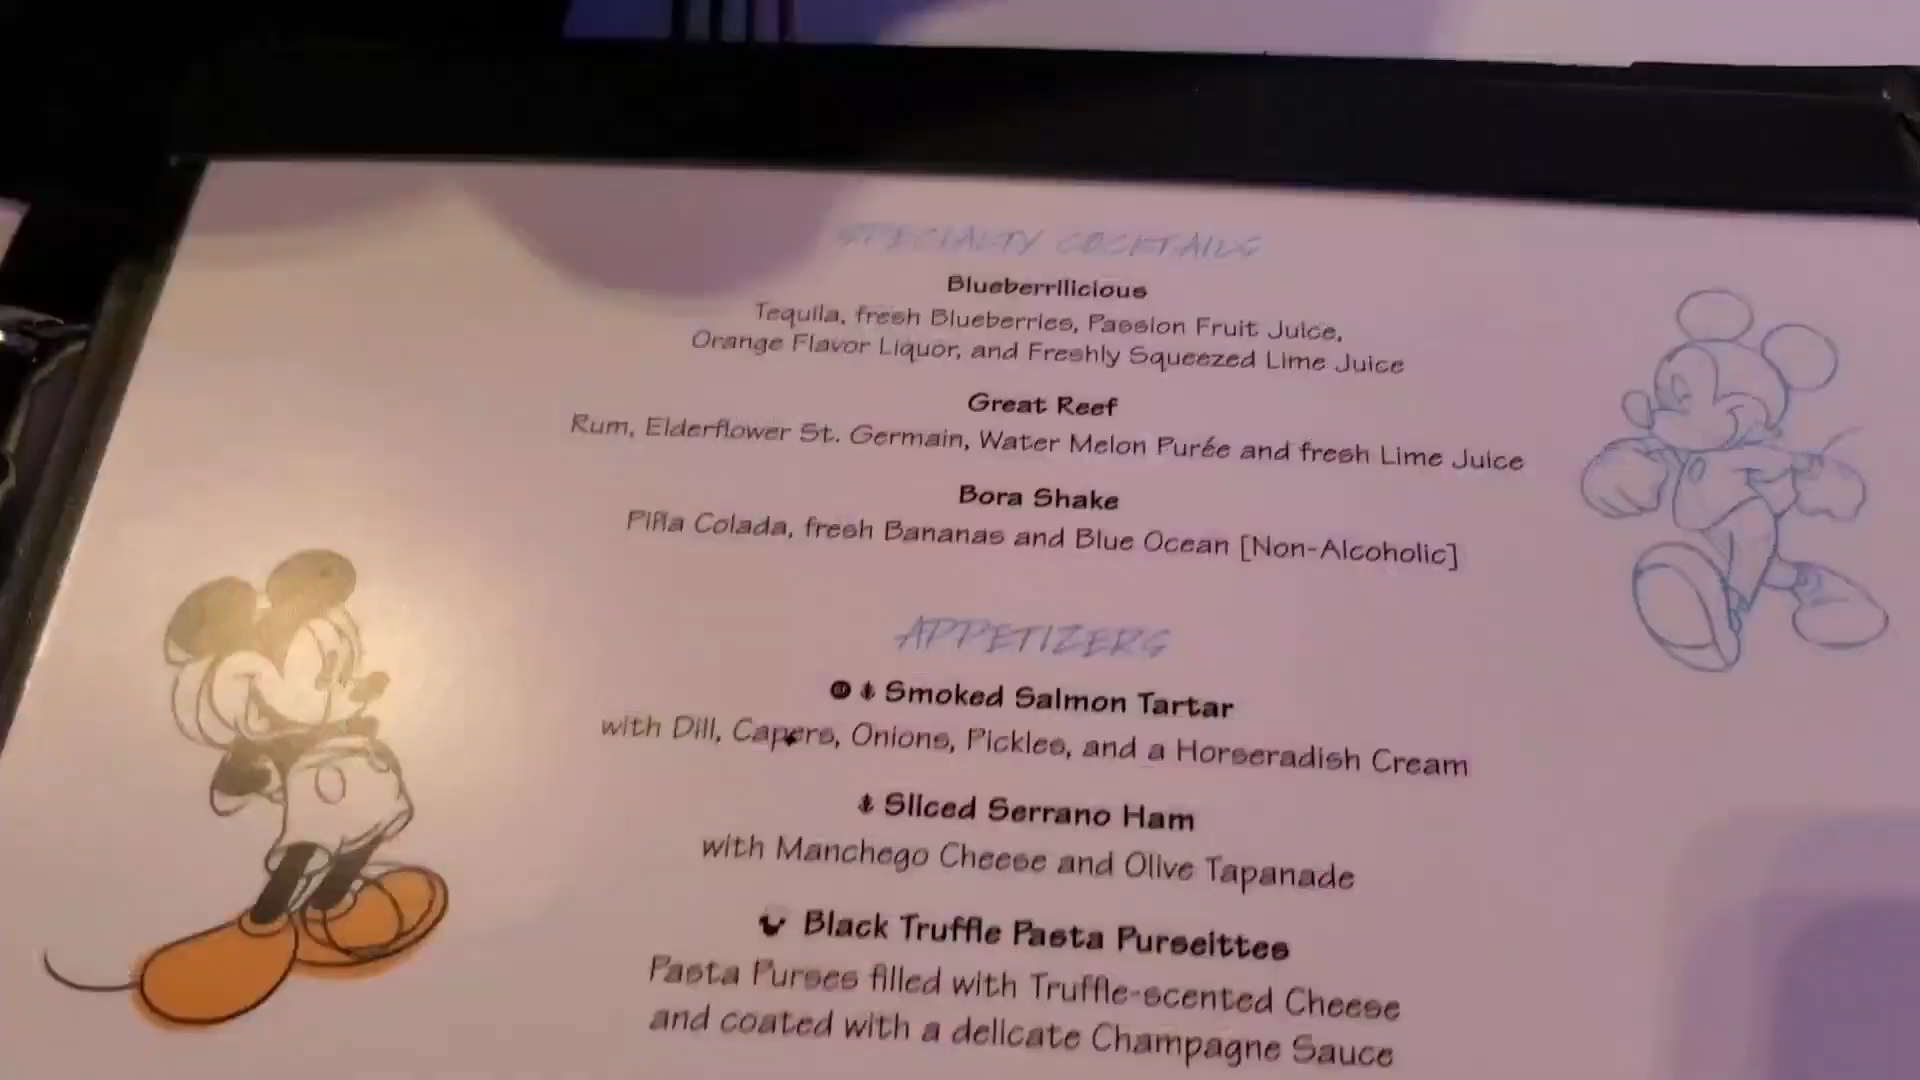 SPECIALTY COCKTAILS
Blueberrilicious
Tequila, fresh Blueberries, Passion Fruit Juice,
Orange Flavor Liquor, and Freshly Squeezed Lime Juice
Great Reef
Rum, Elderflower St. Germain, Water Melon Purée and fresh Lime Juice
Bora Shake
Piña Colada, fresh Bananas and Blue Ocean [Non-Alcoholic]
APPETIZERS
Smoked Salmon Tartar
with Dill, Capers, Onions, Pickles, and a Horseradish Cream
Sliced Serrano Ham
with Manchego Cheese and Olive Tapanade
Black Truffle Pasta Purseittes
Pasta Purses filled with Truffle-scented Cheese
and coated with a delicate Champagne Sauce